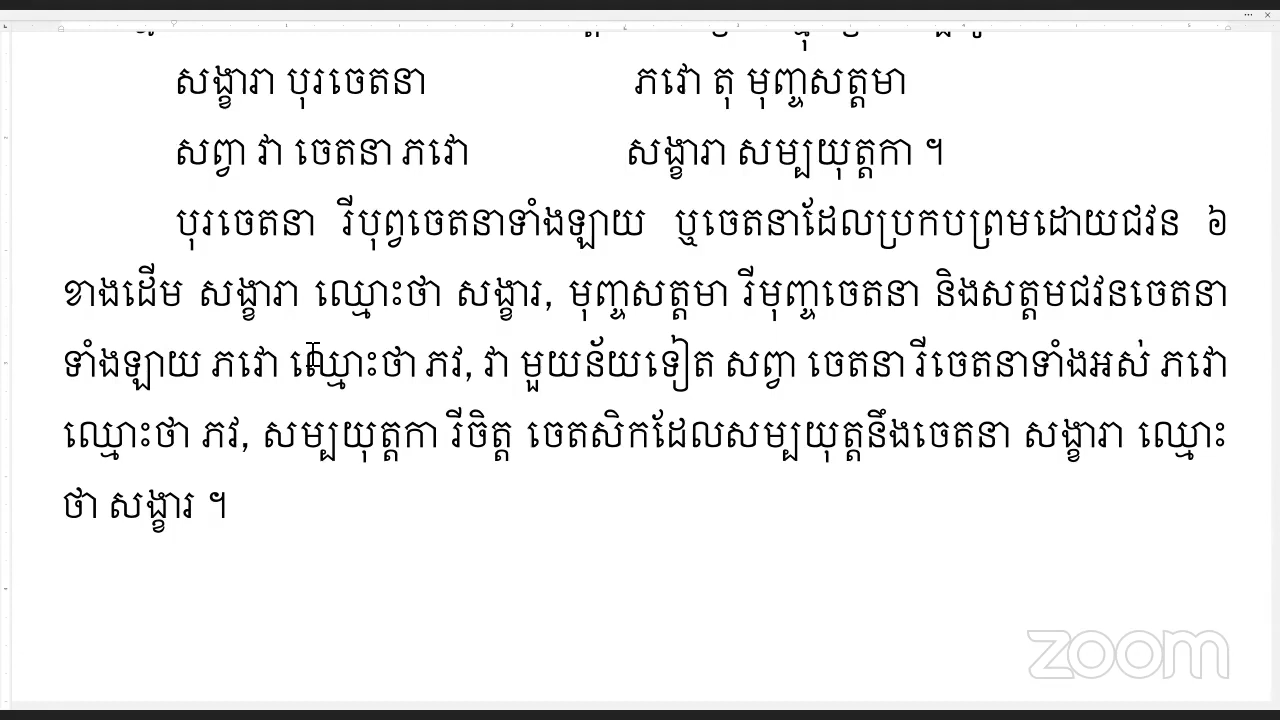 សង្ខារា បុរចេតនា ភវោ តុ មុញ្ចសត្តមា
សព្វា វា ចេតនា ភវោ សង្ខារា សម្បយុត្តកា ។
បុរចេតនា រីបុព្វចេតនាទាំងឡាយ ឬចេតនាដែលប្រកបព្រមដោយជវន ៦
ខាងដើម សង្ខារា ឈ្មោះថា សង្ខារ, មុញ្ចសត្តមា រីមុញ្ចចេតនា និងសត្តមជវនចេតនា
ទាំងឡាយ ភវោ ឈ្មោះថា ភវ, វា មួយន័យទៀត សព្វា ចេតនា រីចេតនាទាំងអស់ ភវោ
ឈ្មោះថា ភវ, សម្បយុត្តកា រីចិត្ត ចេតសិកដែលសម្បយុត្តនឹងចេតនា សង្ខារា ឈ្មោះ
ថា សង្ខារ ។
zoom